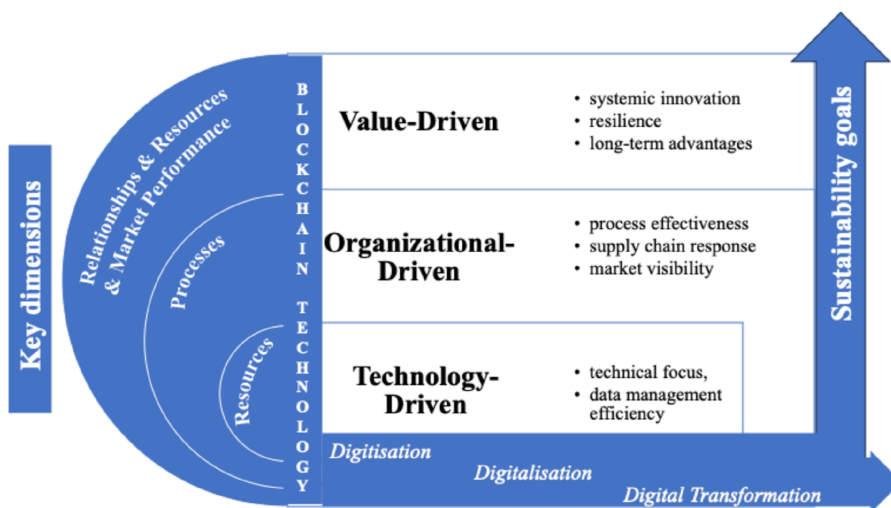 Key dimensions
Relationships & Resources
& Market Performance
Processes
Resources
BLOCKCHAIN TECHNOLOGY
Value-Driven
• systemic innovation
• resilience
• long-term advantages
Organizational-
Driven
• process effectiveness
• supply chain response
• market visibility
Technology-
Driven
• technical focus,
• data management
efficiency
Digitisation
Digitalisation
Digital Transformation
Sustainability goals